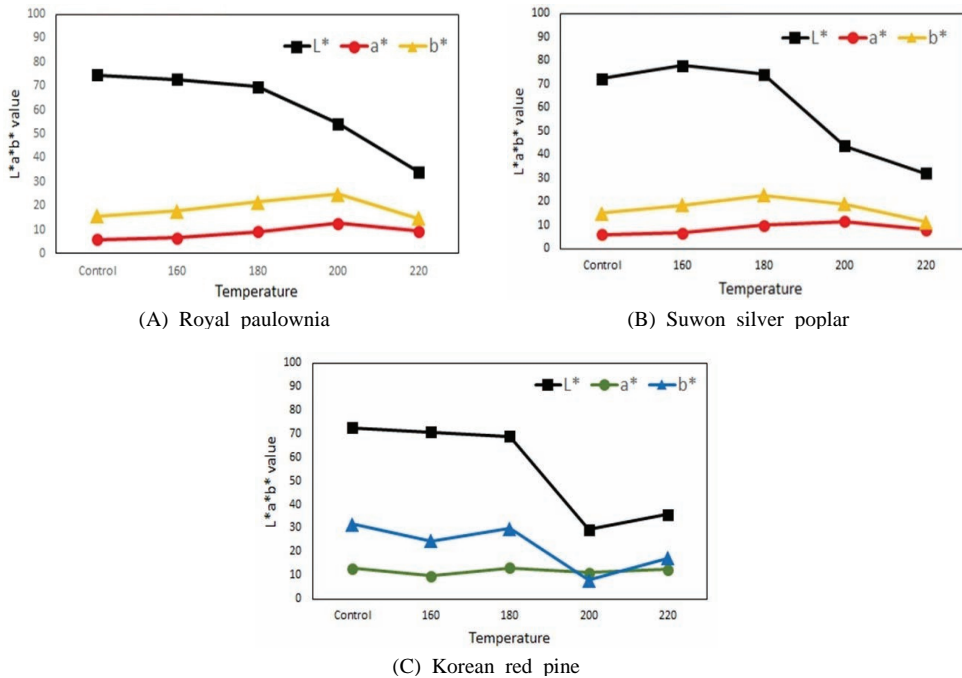 100
90
80
70
60
50
40
30
20
10
0
L*a*b* value
L* a* b*
Control 160 180 200 220
Temperature
(A) Royal paulownia
100
90
80
70
60
50
40
30
20
10
0
L*a*b* value
L* a* b*
Control 160 180 200 220
Temperature
(B) Suwon silver poplar
100
90
80
70
60
50
40
30
20
10
0
L*a*b* value
L* a* b*
Control 160 180 200 220
Temperature
(C) Korean red pine